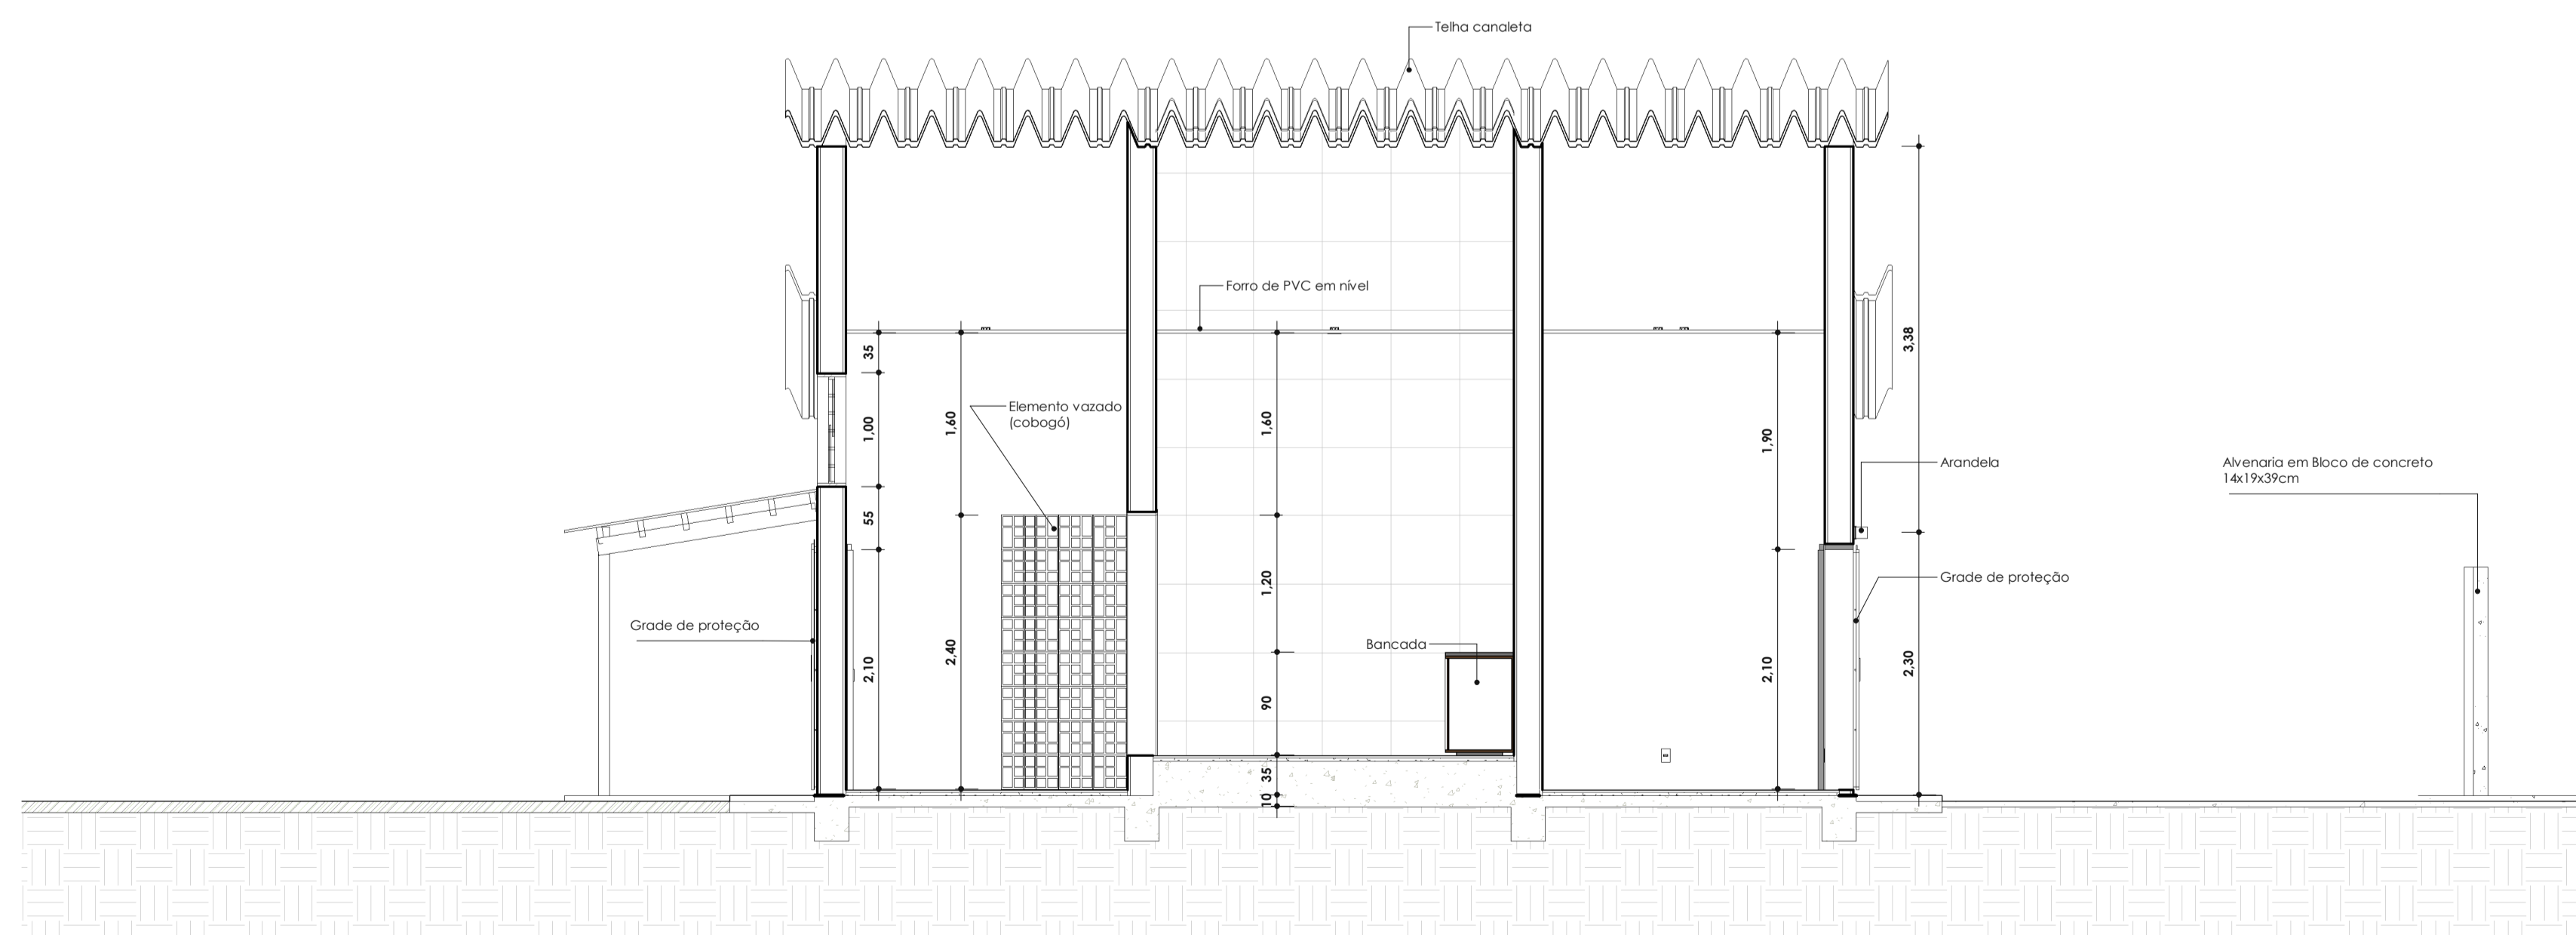 Telha canaleta
Forro de PVC em nível
35
1,00
55
2,10
1,60
2,40
Elemento vazado
(cobogó)
1,60
1,20
90
35
10
Bancada
1,90
2,10
3,38
2,30
Arandela
Grade de proteção
Grade de proteção
Alvenaria em Bloco de concreto
14x19x39cm